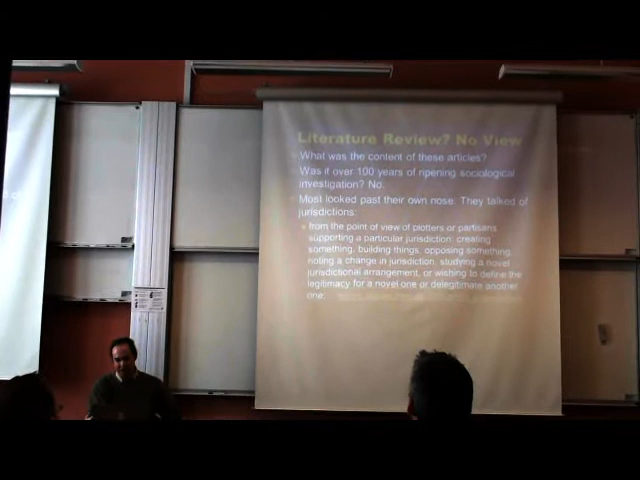 Literature Review? No View
What was the content of these articles?
Was it over 100 years of ripening sociological
investigation? No.
Most looked past their own nose: They talked of
jurisdictions:
from the point of view of plotters or partisans
supporting a particular jurisdiction: creating
something, building things, opposing something,
noting a change in jurisdiction, studying a novel
jurisdictional arrangement, or wishing to define the
legitimacy for a novel one or delegitimate another
one.